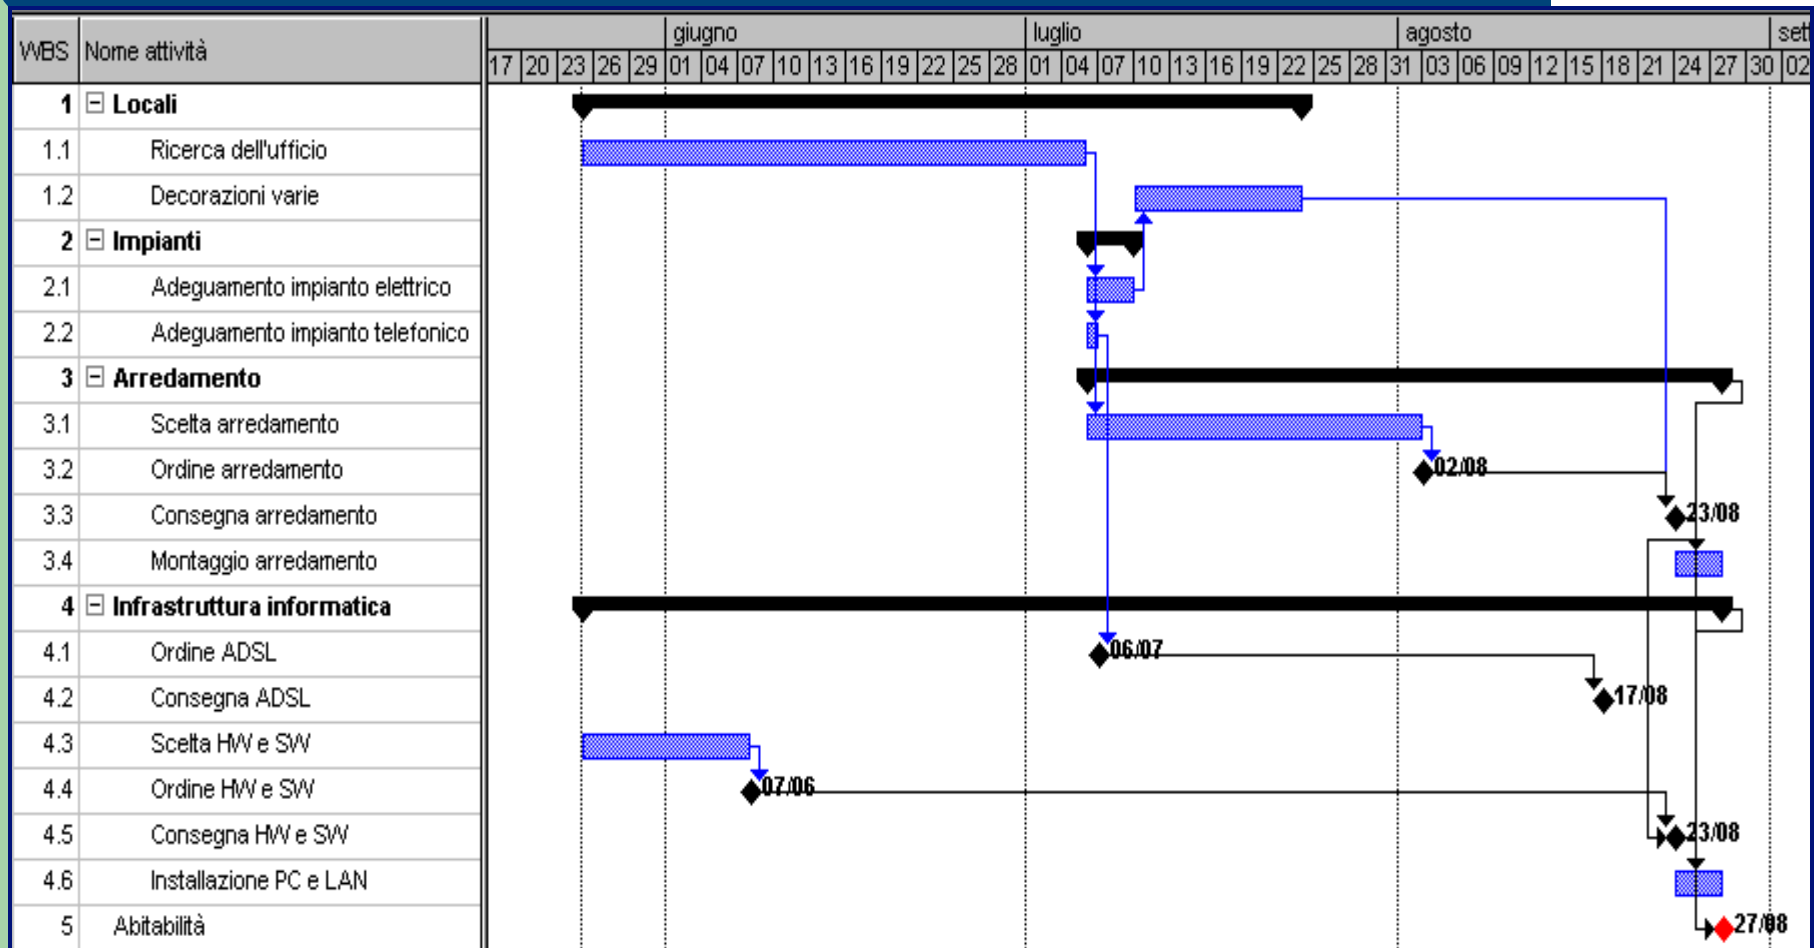 giugno luglio agosto sett
WBS Nome attività
17 20 23 26 29 01 04 07 10 13 16 19 22 25 28 01 04 07 10 13 16 19 22 25 28 31 03 06 09 12 15 18 21 24 27 30 02
1 Locali
1.1 Ricerca dell'ufficio
1.2 Decorazioni varie
2 Impianti
2.1 Adeguamento impianto elettrico
2.2 Adeguamento impianto telefonico
3 Arredamento
3.1 Scelta arredamento
3.2 Ordine arredamento 02/08
3.3 Consegna arredamento 23/08
3.4 Montaggio arredamento
4 Infrastruttura informatica
4.1 Ordine ADSL 06/07
4.2 Consegna ADSL 17/08
4.3 Scelta HW e SW
4.4 Ordine HW e SW 07/06
4.5 Consegna HW e SW 23/08
4.6 Installazione PC e LAN
5 Abitabilità 27/08